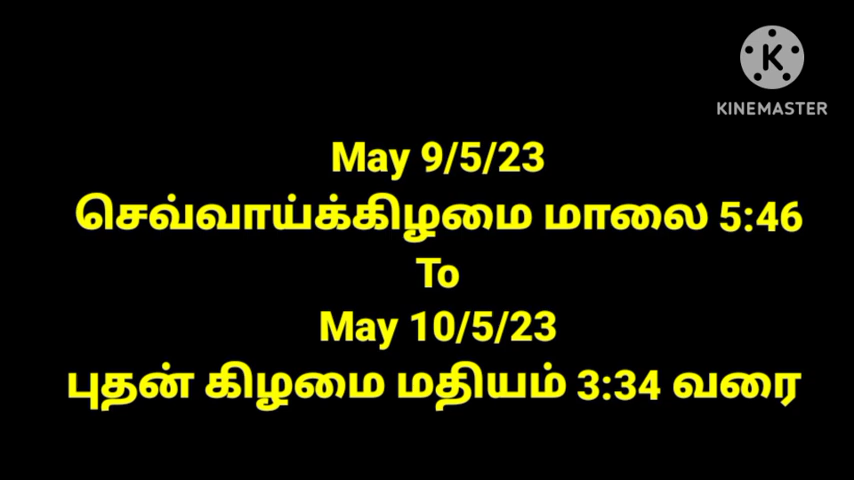 K
KINEMASTER
May 9/5/23
செவ்வாய்க்கிழமை மாலை 5:46
To
May 10/5/23
புதன் கிழமை மதியம் 3:34 வரை